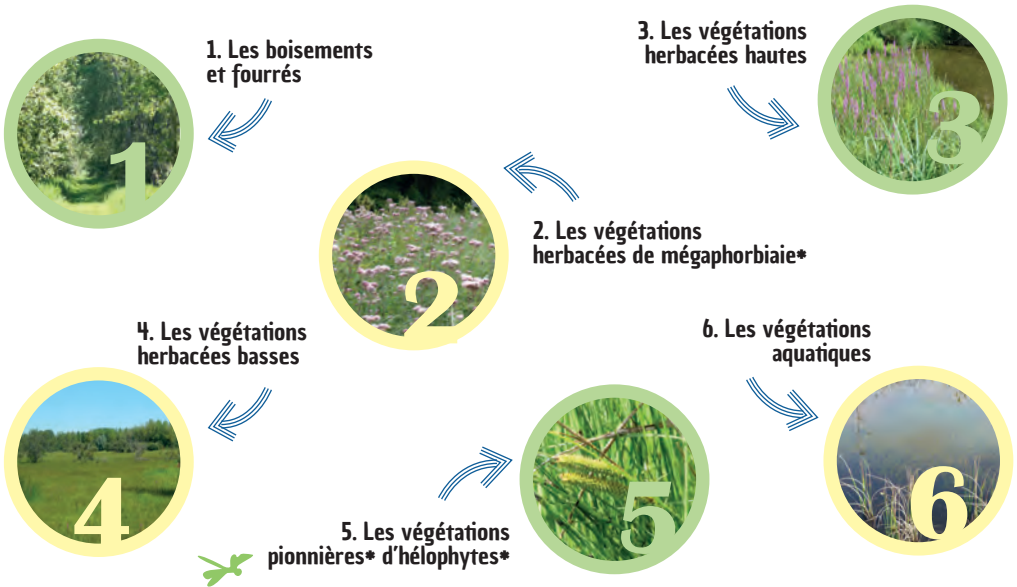 1
1. Les boisements
et fourrés
2
2. Les végétations
herbacées de mégaphorbiaie*
3. Les végétations
herbacées hautes
3
4. Les végétations
herbacées basses
4
5. Les végétations
pionnières* d'hélophytes*
5
6. Les végétations
aquatiques
6